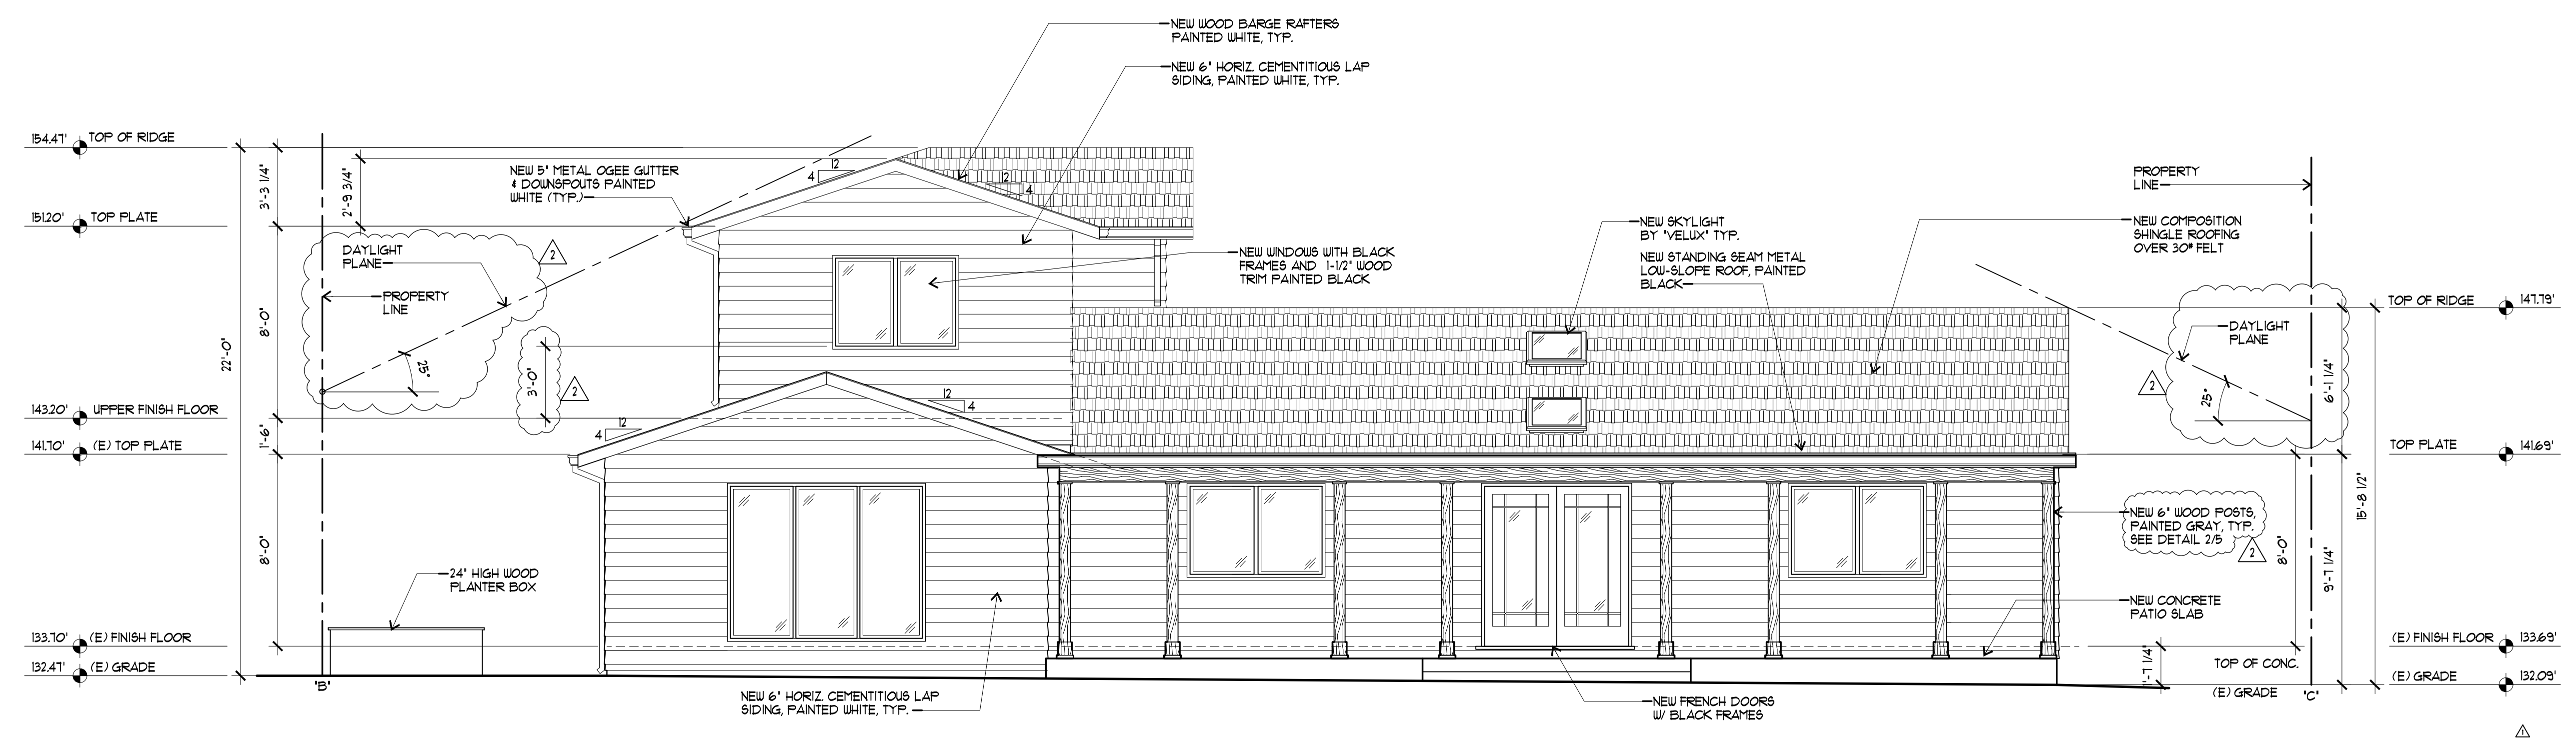 NEW WOOD BARGE RAFTERS
PAINTED WHITE, TYP.
NEW 6" HORIZ. CEMENTITIOUS LAP
SIDING, PAINTED WHITE, TYP.
154.47' TOP OF RIDGE
3'-3 1/4"
2'-9 3/4"
NEW 5" METAL OGEE GUTTER
& DOWNSPOUTS PAINTED
WHITE (TYP.)
12
4
12
4
PROPERTY
LINE
151.20' TOP PLATE
NEW SKYLIGHT
BY "VELUX" TYP.
NEW COMPOSITION
SHINGLE ROOFING
OVER 30# FELT
DAYLIGHT
PLANE
2
NEW WINDOWS WITH BLACK
FRAMES AND 1-1/2" WOOD
TRIM PAINTED BLACK
NEW STANDING SEAM METAL
LOW-SLOPE ROOF, PAINTED
BLACK
PROPERTY
LINE
TOP OF RIDGE 147.79'
8'-0"
22'-0"
DAYLIGHT
PLANE
25°
3'-0"
2
2
25°
6'-1 1/4"
143.20' UPPER FINISH FLOOR
12
4
12
4
1'-6"
141.70' (E) TOP PLATE
TOP PLATE 141.69'
15'-8 1/2"
NEW 6" WOOD POSTS,
PAINTED GRAY, TYP.
SEE DETAIL 2/5
2
8'-0"
8'-0"
9'-7 1/4"
24" HIGH WOOD
PLANTER BOX
NEW CONCRETE
PATIO SLAB
133.70' (E) FINISH FLOOR
(E) FINISH FLOOR 133.69'
1'-7 1/4"
TOP OF CONC.
132.47' (E) GRADE
(E) GRADE 132.09'
"B"
(E) GRADE
"C"
NEW 6" HORIZ. CEMENTITIOUS LAP
SIDING, PAINTED WHITE, TYP.
NEW FRENCH DOORS
W/ BLACK FRAMES
1